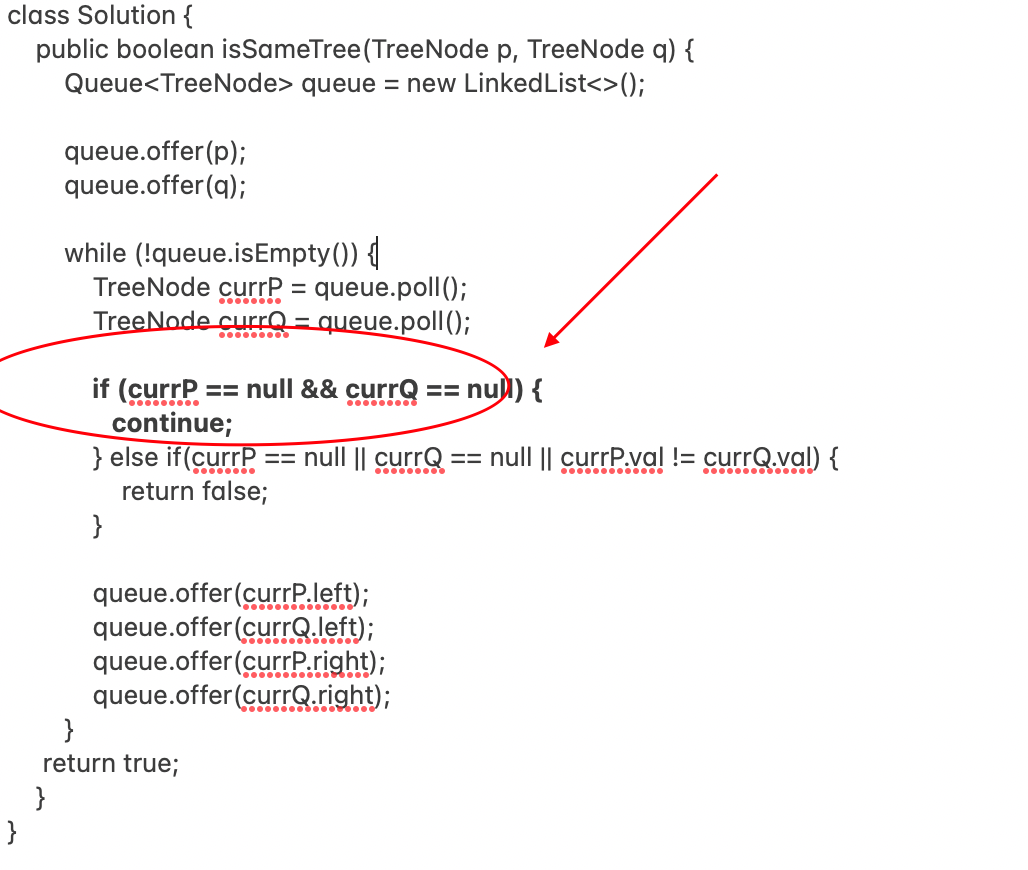 class Solution {
public boolean isSameTree(TreeNode p, TreeNode q) {
Queue<TreeNode> queue = new LinkedList<>();
queue.offer(p);
queue.offer(q);
while (!queue.isEmpty()) {
TreeNode currP = queue.poll();
TreeNode currQ = queue.poll();
if (currP == null && currQ == null) {
continue;
} else if(currP == null || currQ == null || currP.val != currQ.val) {
return false;
}
queue.offer(currP.left);
queue.offer(currQ.left);
queue.offer(currP.right);
queue.offer(currQ.right);
}
return true;
}
}